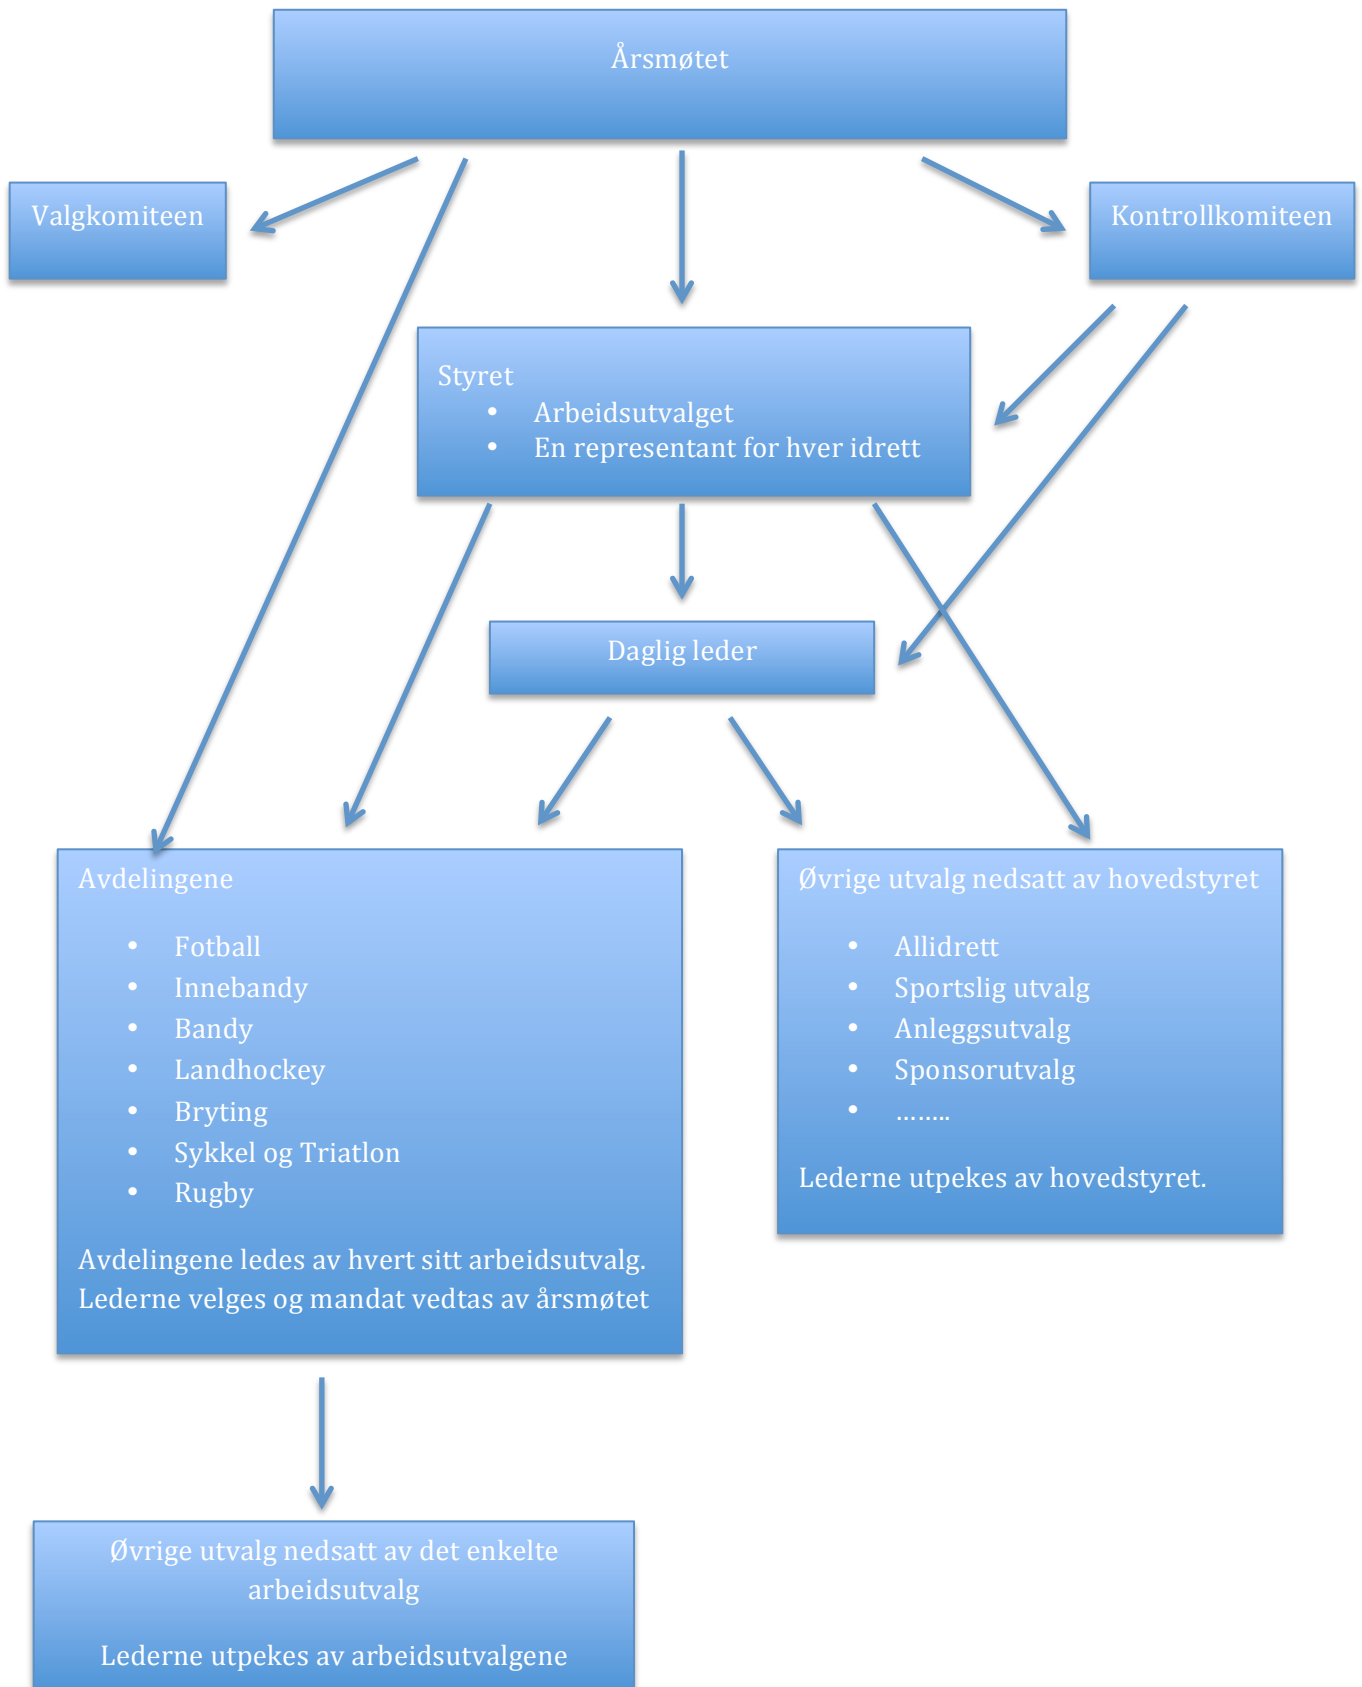 Årsmøtet
Valgkomiteen
Kontrollkomiteen
Styret
• Arbeidsutvalget
• En representant for hver idrett
Daglig leder
Avdelingene
• Fotball
• Innebandy
• Bandy
• Landhockey
• Bryting
• Sykkel og Triatlon
• Rugby
Avdelingene ledes av hvert sitt arbeidsutvalg.
Lederne velges og mandat vedtas av årsmøtet
Øvrige utvalg nedsatt av hovedstyret
• Allidrett
• Sportslig utvalg
• Anleggsutvalg
• Sponsorutvalg
• ……..
Lederne utpekes av hovedstyret.
Øvrige utvalg nedsatt av det enkelte
arbeidsutvalg
Lederne utpekes av arbeidsutvalgene